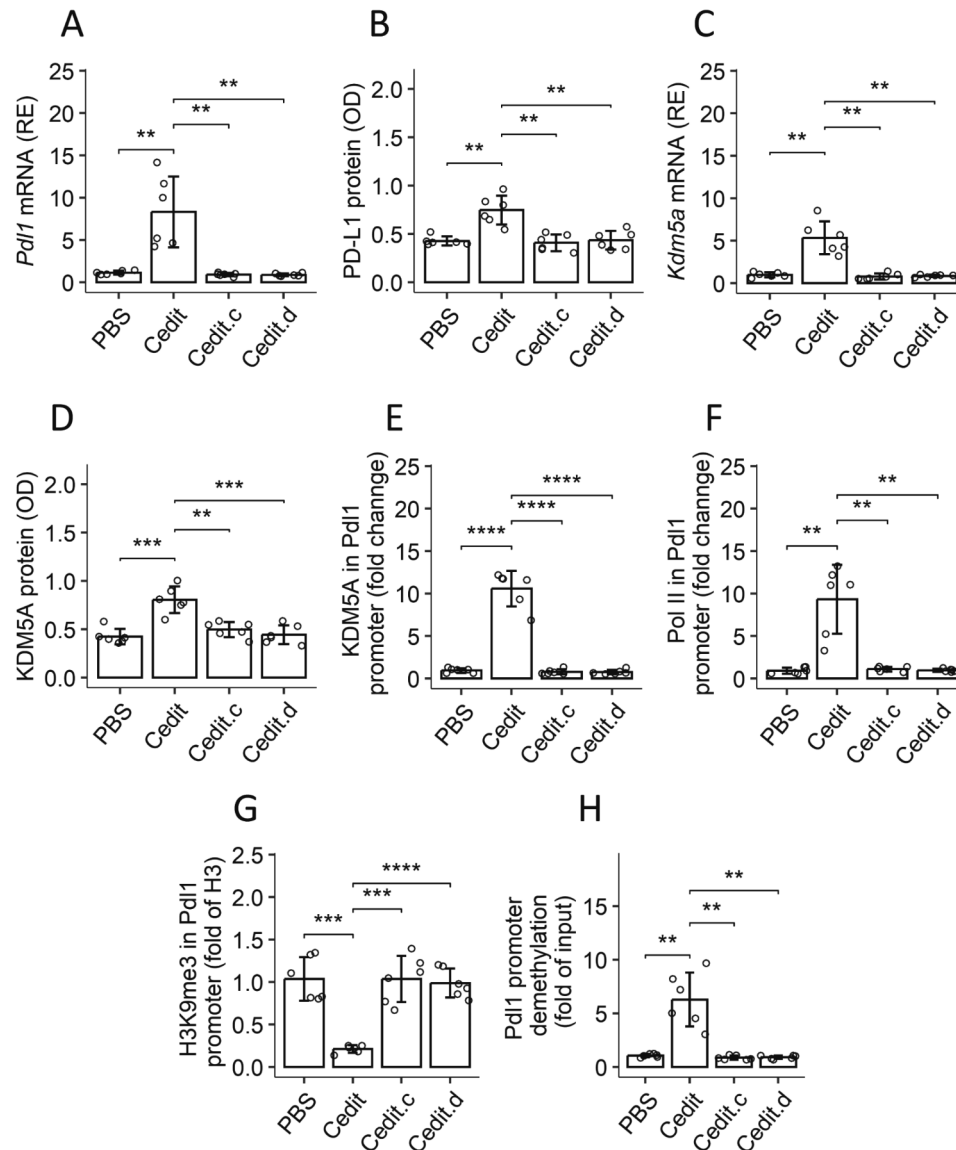 A
Pdl1 mRNA (RE)
25
20
15
10
5
0
**
**
**
PBS
Cedit
Cedit.c
Cedit.d
B
PD-L1 protein (OD)
2.0
1.5
1.0
0.5
0.0
**
**
**
PBS
Cedit
Cedit.c
Cedit.d
C
Kdm5a mRNA (RE)
25
20
15
10
5
0
**
**
**
PBS
Cedit
Cedit.c
Cedit.d
D
KDM5A protein (OD)
2.0
1.5
1.0
0.5
0.0
***
**
***
PBS
Cedit
Cedit.c
Cedit.d
E
KDM5A in Pdl1
promoter (fold channge)
25
20
15
10
5
0
****
****
****
PBS
Cedit
Cedit.c
Cedit.d
F
Pol II in Pdl1
promoter (fold channge)
25
20
15
10
5
0
**
**
**
PBS
Cedit
Cedit.c
Cedit.d
G
H3K9me3 in Pdl1
promoter (fold of H3)
2.5
2.0
1.5
1.0
0.5
0.0
****
***
***
PBS
Cedit
Cedit.c
Cedit.d
H
Pdl1 promoter
demethylation
(fold of input)
15
10
5
0
**
**
**
PBS
Cedit
Cedit.c
Cedit.d